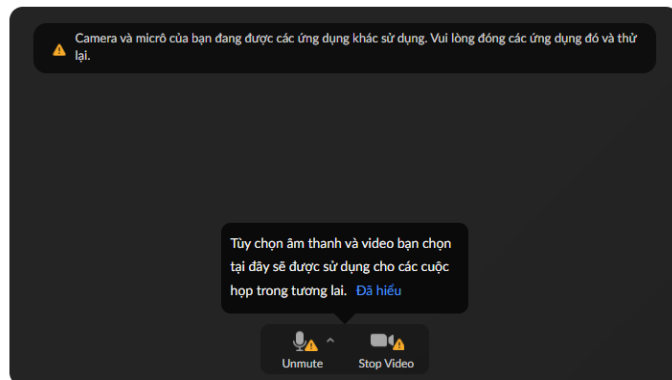 Camera và micrô của bạn đang được các ứng dụng khác sử dụng. Vui lòng đóng các ứng dụng đó và thử
lại.
Tùy chọn âm thanh và video bạn chọn
tại đây sẽ được sử dụng cho các cuộc
họp trong tương lai. Đã hiểu
Unmute Stop Video